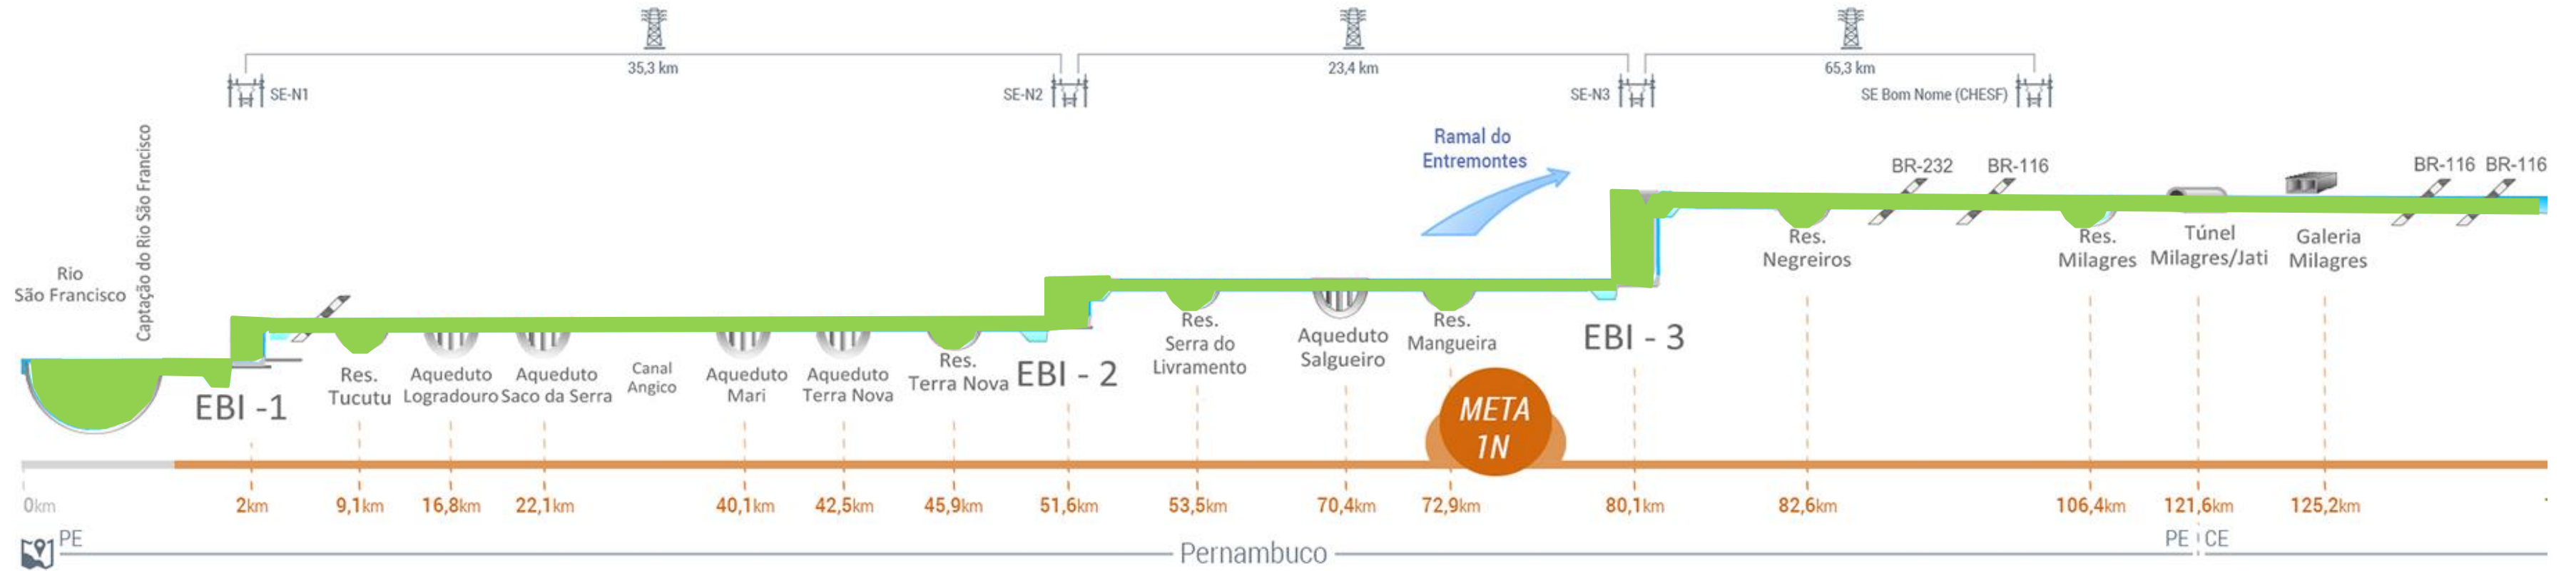 35,3 km
23,4 km
65,3 km
SE-N1
SE-N2
SE-N3
SE Bom Nome (CHESF)
Captação do Rio São Francisco
Ramal do
Entremontes
BR-232
BR-116
BR-116
BR-116
Rio
São Francisco
EBI -1
Res.
Tucutu
Aqueduto
Logradouro
Aqueduto
Saco da Serra
Canal
Angico
Aqueduto
Mari
Aqueduto
Terra Nova
Res.
Terra Nova
EBI - 2
Res.
Serra do
Livramento
Aqueduto
Salgueiro
Res.
Mangueira
EBI - 3
Res.
Negreiros
Res.
Milagres
Túnel
Milagres/Jati
Galeria
Milagres
META
1N
0km
2km
9,1km
16,8km
22,1km
40,1km
42,5km
45,9km
51,6km
53,5km
70,4km
72,9km
80,1km
82,6km
106,4km
121,6km
125,2km
PE
Pernambuco
PE
CE